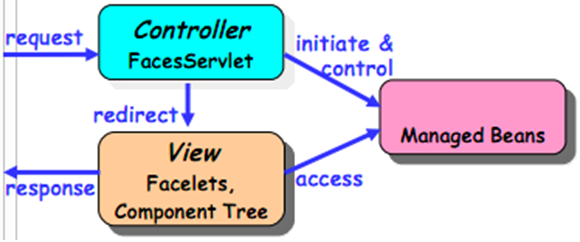 request
Controller
FacesServlet
initiate &
control
redirect
Managed Beans
View
Facelets,
Component Tree
response
access